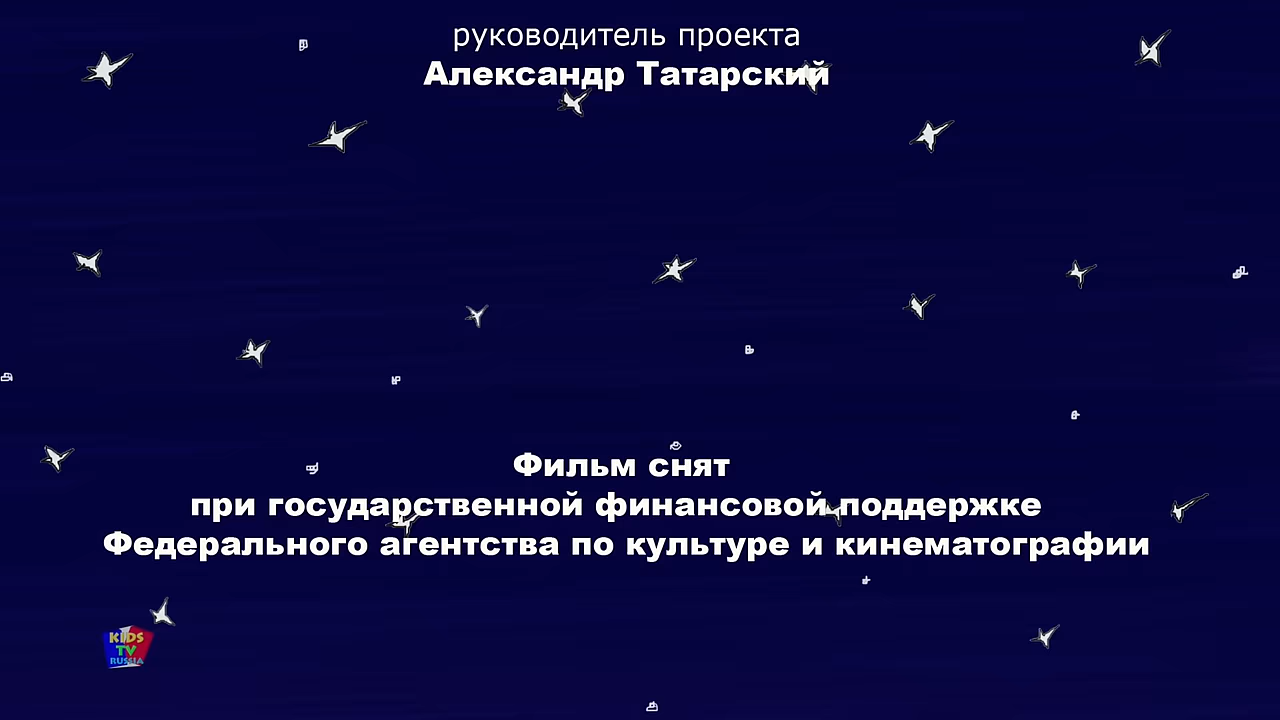 руководитель проекта
Александр Татарский
Фильм снят
при государственной финансовой поддержке
Федерального агентства по культуре и кинематографии
KIDS
TV
RUSSIA